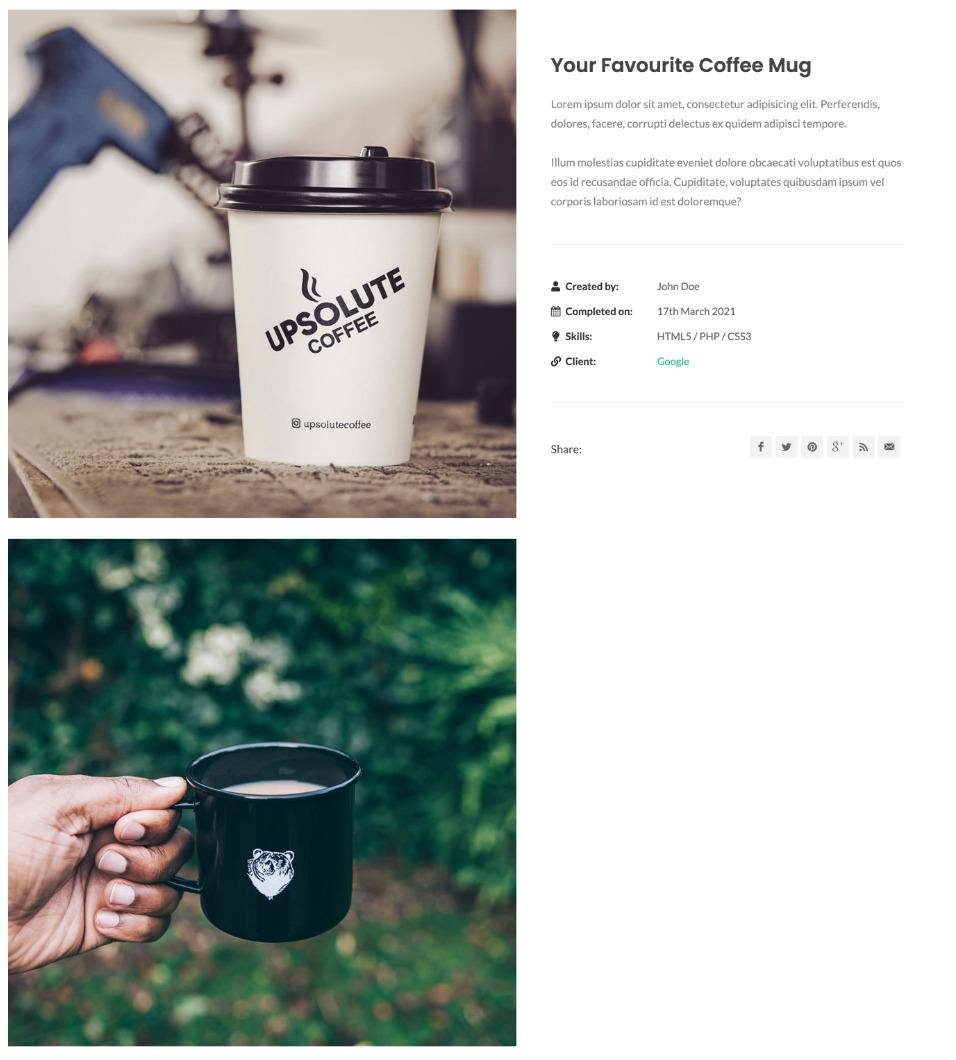 UPSOLUTE
COFFEE
upsolutecoffee
Your Favourite Coffee Mug
Lorem ipsum dolor sit amet, consectetur adipisicing elit. Perferendis,
dolores, facere, corrupti delectus ex quidem adipisci tempore.
Illum molestias cupiditate eveniet dolore obcaecati voluptatibus est quos
eos id recusandae officia. Cupiditate, voluptates quibusdam ipsum vel
corporis laboriosam id est doloremque?
Created by: John Doe
Completed on: 17th March 2021
Skills: HTML5 / PHP / CSS3
Client: Google
Share: